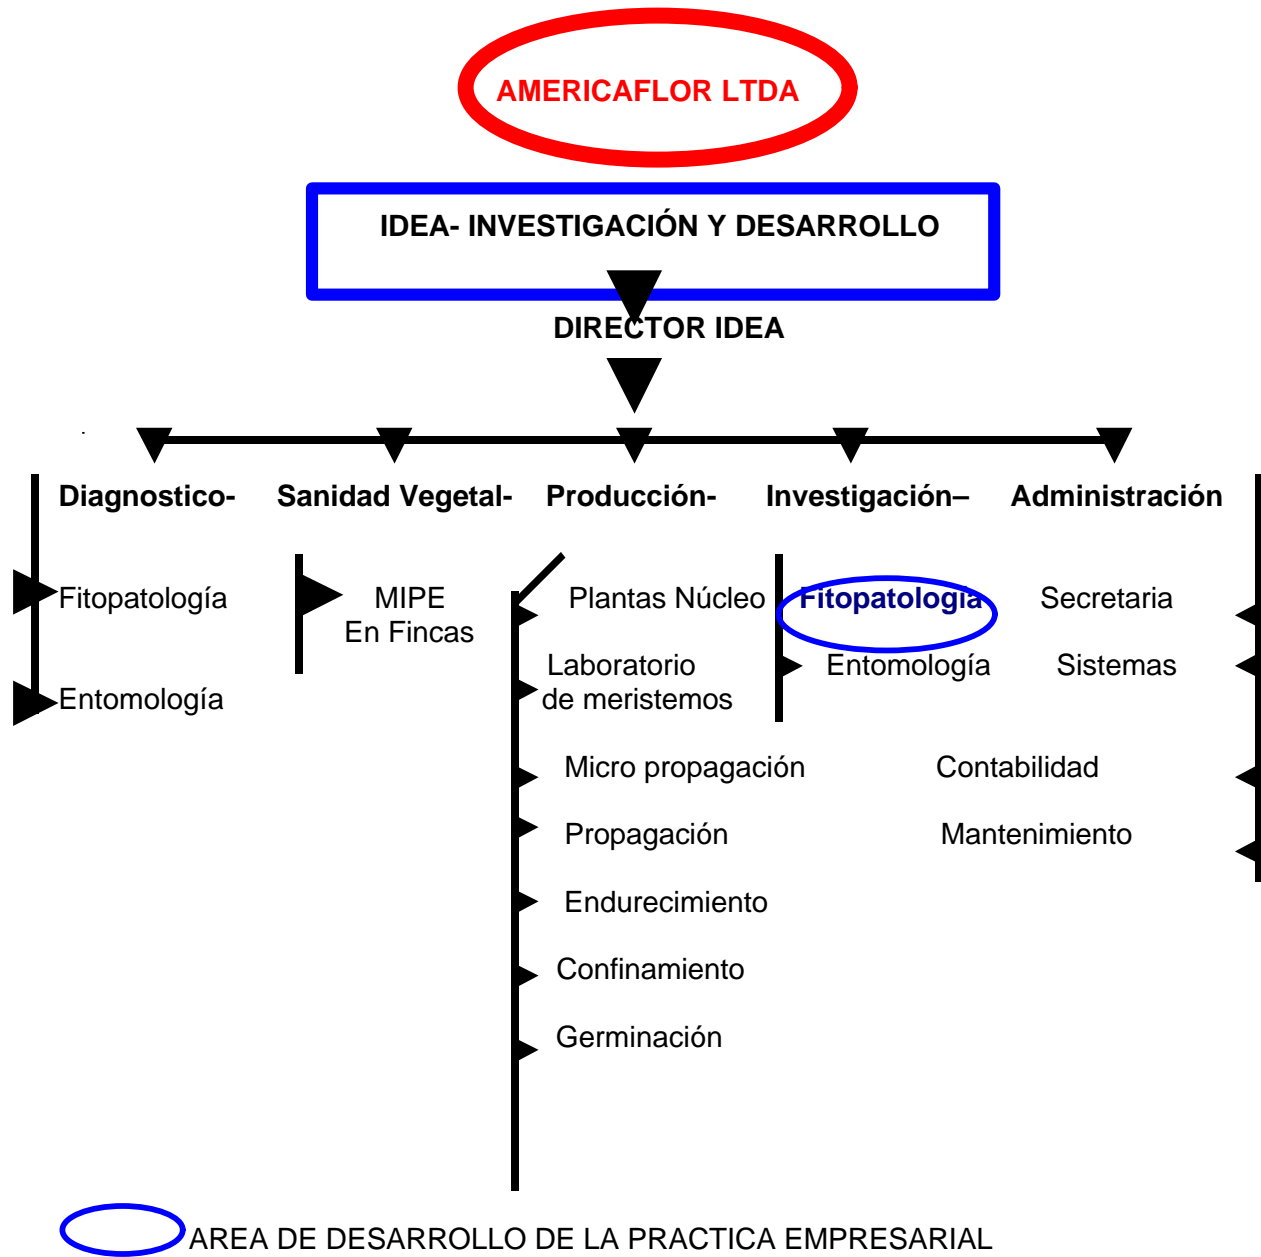 AMERICAFLOR LTDA
IDEA- INVESTIGACIÓN Y DESARROLLO
DIRECTOR IDEA
Diagnostico- Sanidad Vegetal- Producción- Investigación– Administración
Fitopatología MIPE Plantas Núcleo Fitopatología Secretaria
En Fincas
Laboratorio Entomología Sistemas
Entomología de meristemos
Micro propagación Contabilidad
Propagación Mantenimiento
Endurecimiento
Confinamiento
Germinación
AREA DE DESARROLLO DE LA PRACTICA EMPRESARIAL